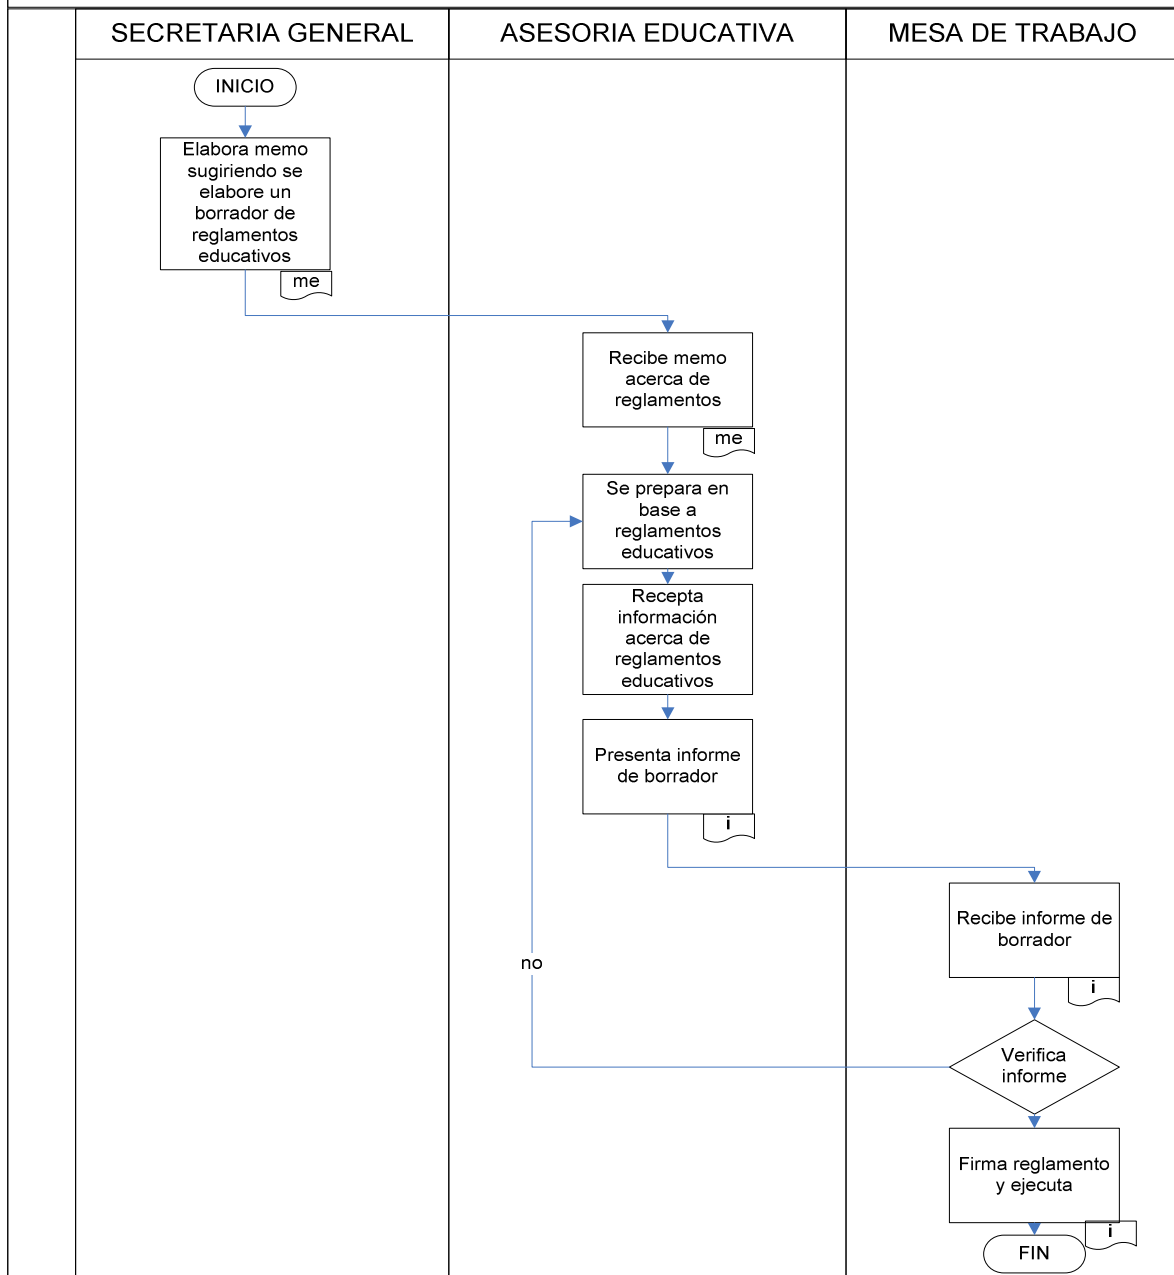 SECRETARIA GENERAL
ASESORIA EDUCATIVA
MESA DE TRABAJO
INICIO
Elabora memo
sugiriendo se
elabore un
borrador de
reglamentos
educativos
me
Recibe memo
acerca de
reglamentos
me
Se prepara en
base a
reglamentos
educativos
Recepta
información
acerca de
reglamentos
educativos
Presenta informe
de borrador
i
Recibe informe de
borrador
i
no
Verifica
informe
Firma reglamento
y ejecuta
i
FIN